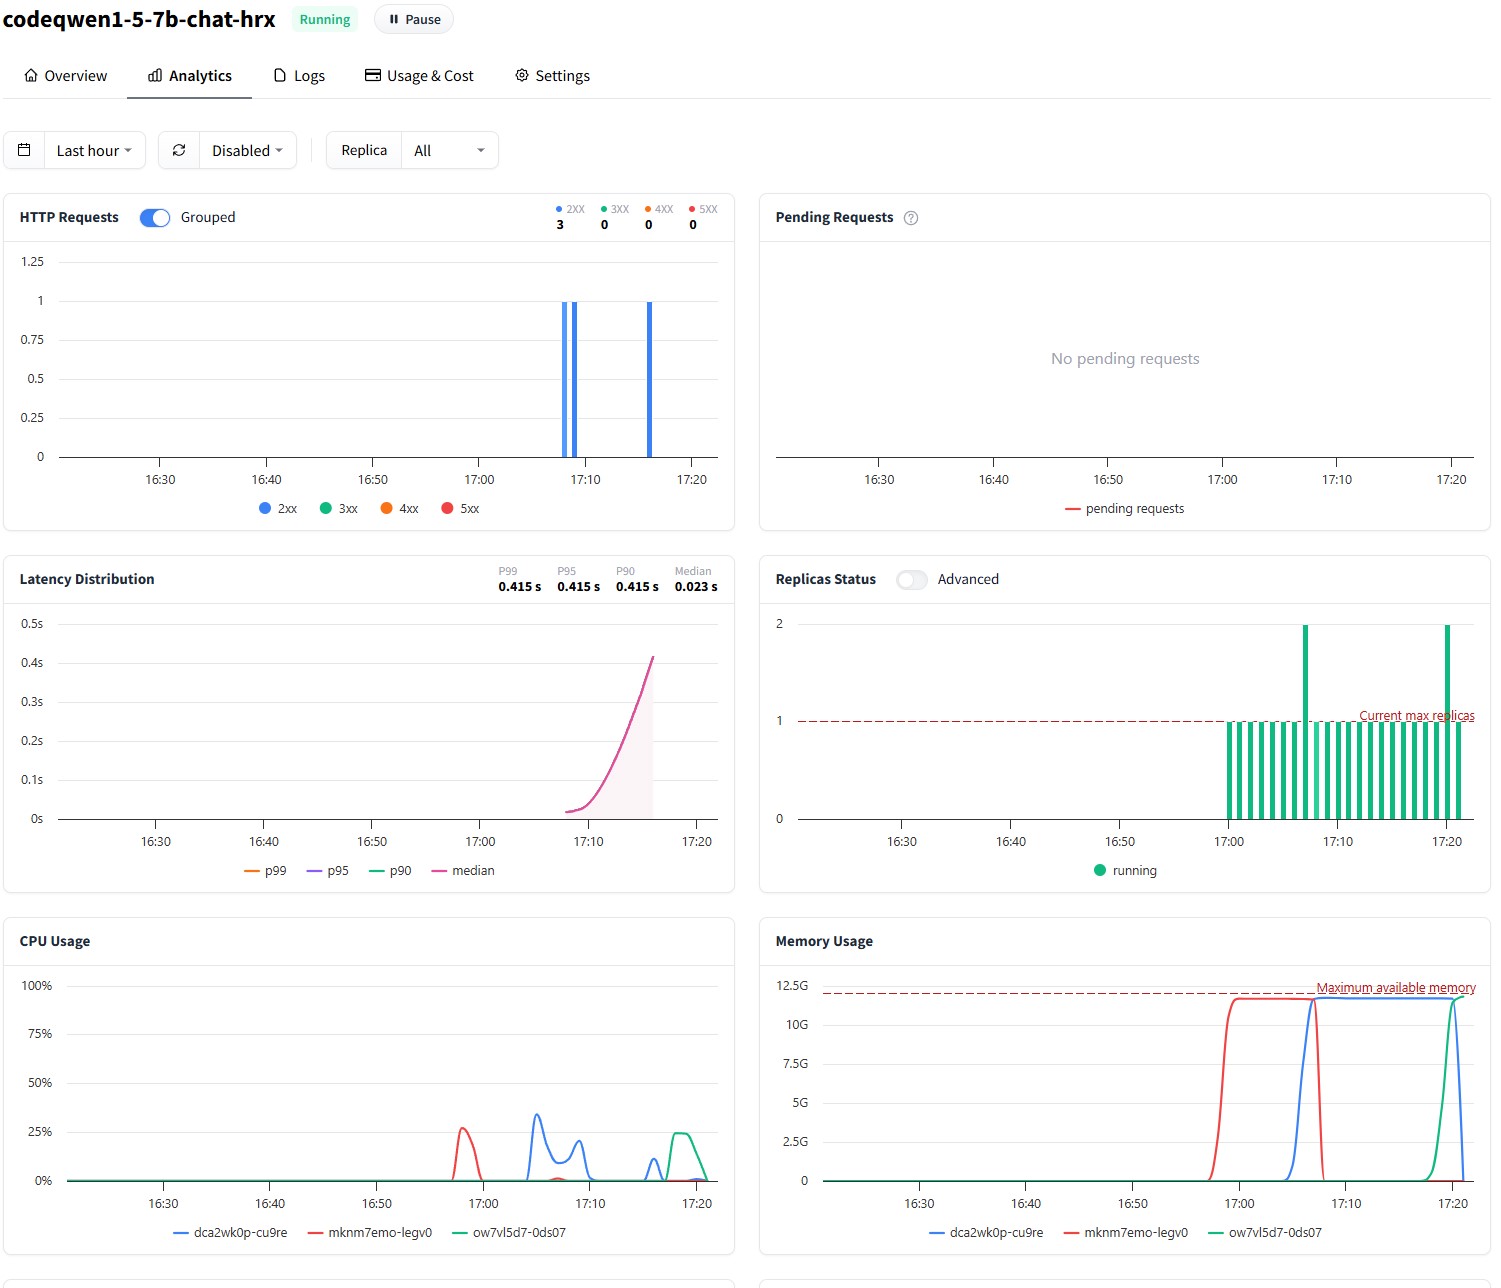 codeqwen1-5-7b-chat-hrx Running Pause
Overview Analytics Logs Usage & Cost Settings
Last hour Disabled Replica All
HTTP Requests Grouped
2XX 3XX 4XX 5XX
3 0 0 0
1.25
1
0.75
0.5
0.25
0
16:30 16:40 16:50 17:00 17:10 17:20
2xx 3xx 4xx 5xx
Pending Requests ?
No pending requests
16:30 16:40 16:50 17:00 17:10 17:20
pending requests
Latency Distribution
P99 P95 P90 Median
0.415 s 0.415 s 0.415 s 0.023 s
0.5s
0.4s
0.3s
0.2s
0.1s
0s
16:30 16:40 16:50 17:00 17:10 17:20
p99 p95 p90 median
Replicas Status Advanced
2
Current max replicas
1
0
16:30 16:40 16:50 17:00 17:10 17:20
running
CPU Usage
100%
75%
50%
25%
0%
16:30 16:40 16:50 17:00 17:10 17:20
dca2wk0p-cu9re mknm7emo-legv0 ow7vl5d7-0ds07
Memory Usage
12.5G
Maximum available memory
10G
7.5G
5G
2.5G
0
16:30 16:40 16:50 17:00 17:10 17:20
dca2wk0p-cu9re mknm7emo-legv0 ow7vl5d7-0ds07